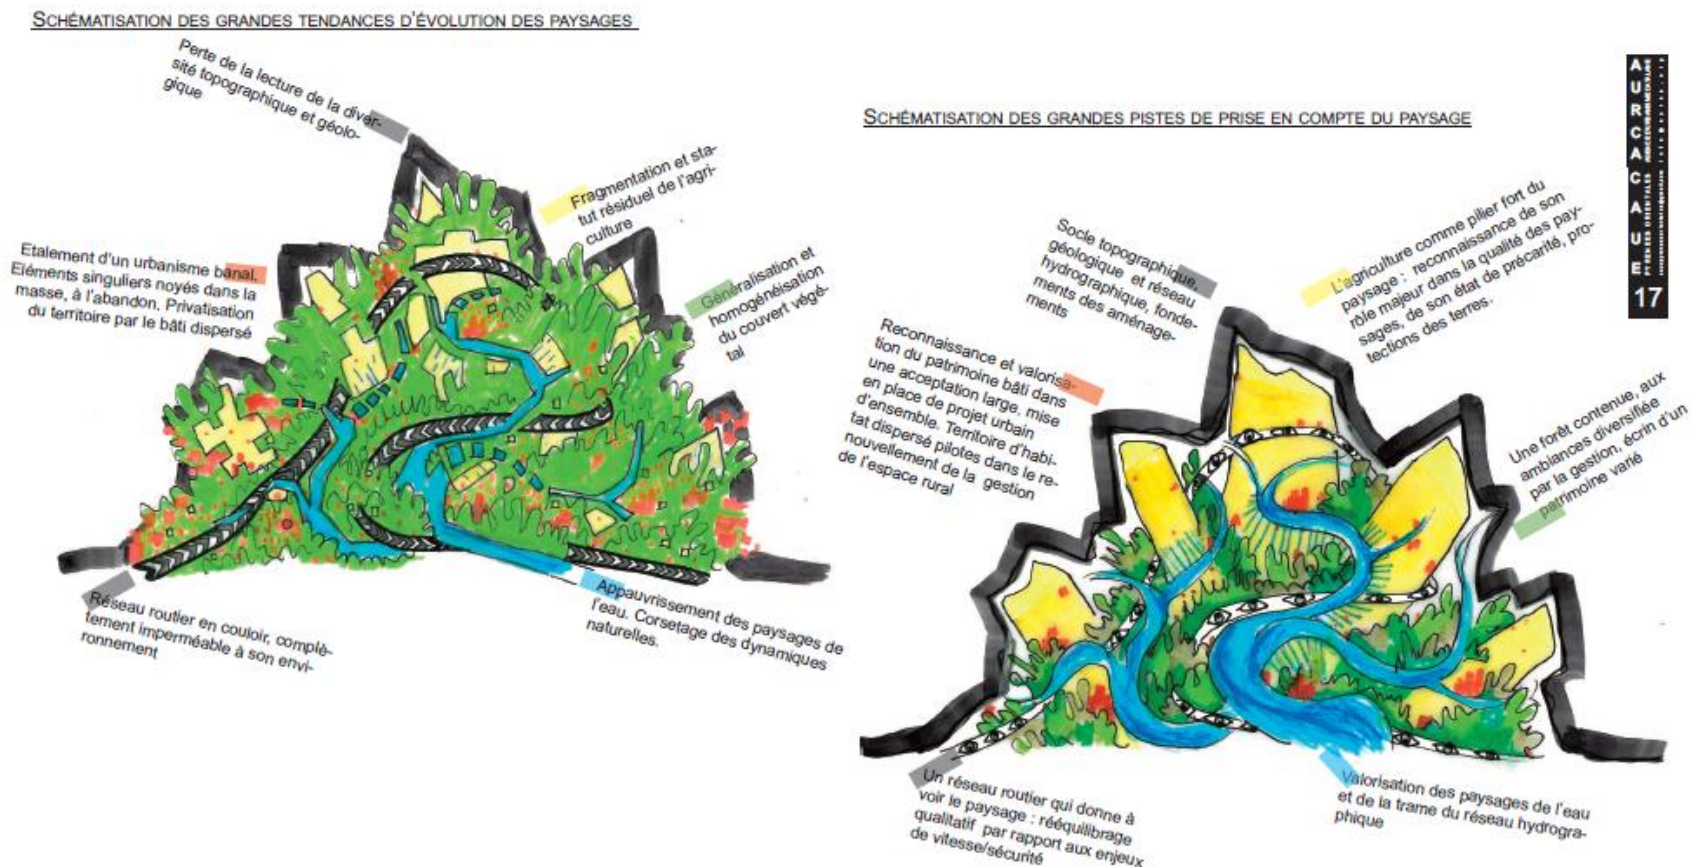 SCHÉMATISATION DES GRANDES TENDANCES D'ÉVOLUTION DES PAYSAGES
Perte de la lecture de la diver-
sité topographique et géolo-
gique
Fragmentation et sta-
tut résiduel de l'agri-
culture
Etalement d'un urbanisme banal.
Eléments singuliers noyés dans la
masse, à l'abandon. Privatisation
du territoire par le bâti dispersé
Généralisation et
homogénéisation
du couvert végé-
tal
Réseau routier en couloir, complè-
tement imperméable à son envi-
ronnement
Appauvrissement des paysages de
l'eau. Corsetage des dynamiques
naturelles.
SCHÉMATISATION DES GRANDES PISTES DE PRISE EN COMPTE DU PAYSAGE
Socle topographique,
géologique et réseau
hydrographique, fonde-
ments des aménage-
ments
L'agriculture comme pilier fort du
paysage : reconnaissance de son
rôle majeur dans la qualité des pay-
sages, de son état de précarité, pro-
tections des terres.
Reconnaissance et valorisa-
tion du patrimoine bâti dans
une acceptation large, mise
en place de projet urbain
d'ensemble. Territoire d'habi-
tat dispersé pilotes dans le re-
nouvellement de la gestion
de l'espace rural
Une forêt contenue, aux
ambiances diversifiée
par la gestion, écrin d'un
patrimoine varié
Un réseau routier qui donne à
voir le paysage : rééquilibrage
qualitatif par rapport aux enjeux
de vitesse/sécurité
Valorisation des paysages de l'eau
et de la trame du réseau hydrogra-
phique
AURCA CAUE
PYRENEES ORIENTALES
17